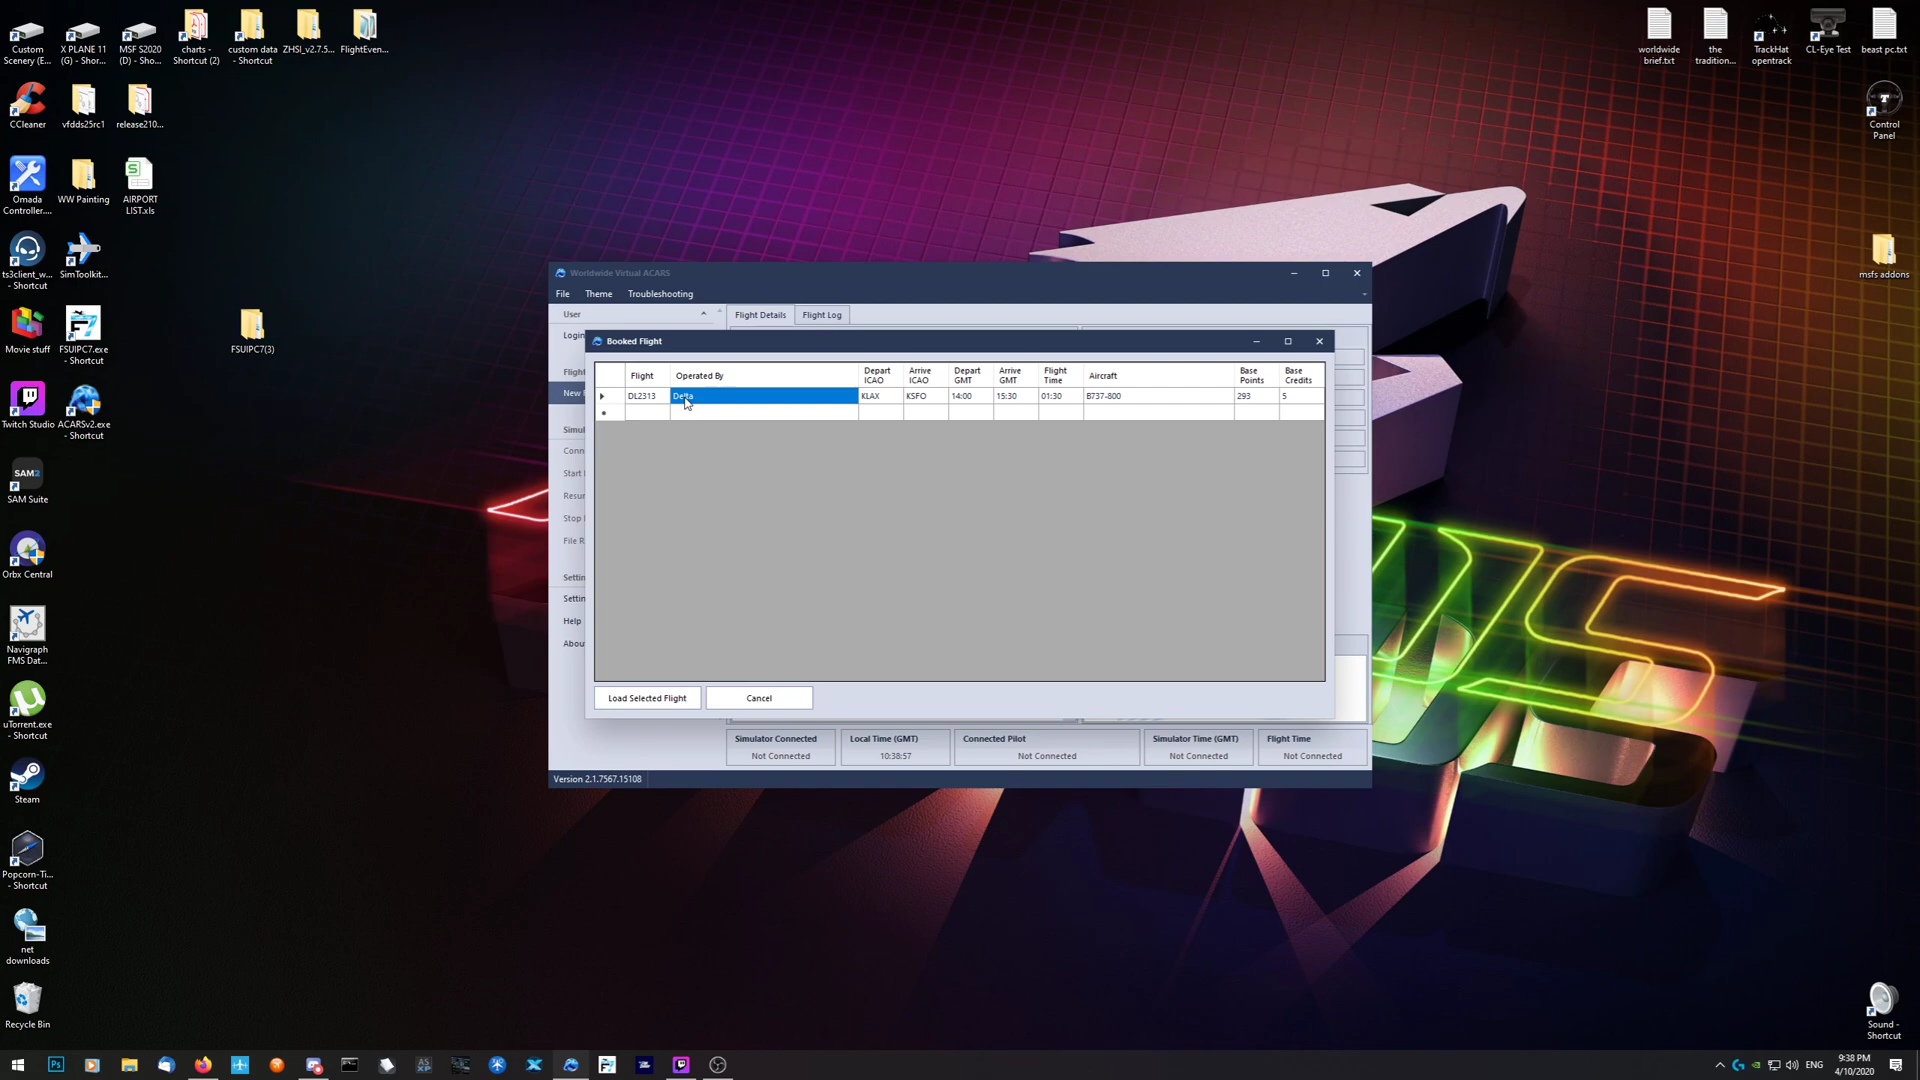 Custom
Scenery (E...
X PLANE 11
(G) - Shor...
MSF S2020
(D) - Sho...
charts -
Shortcut (2)
custom data
- Shortcut
ZHSI_v2.7.5...
FlightEven...
worldwide
brief.txt
the
tradition...
TrackHat
opentrack
CL-Eye Test
beast pc.txt
CCleaner
vfdds25rc1
release210...
Control
Panel
Omada
Controller....
WW Painting
AIRPORT
LIST.xls
ts3client_w...
- Shortcut
SimToolkit...
msfs addons
Movie stuff
FSUIPC7.exe
- Shortcut
FSUIPC7(3)
Twitch Studio
ACARSv2.exe
- Shortcut
SAM2
SAM Suite
Orbx Central
Navigraph
FMS Dat...
uTorrent.exe
- Shortcut
Steam
Popcorn-Ti...
- Shortcut
net
downloads
Recycle Bin
Sound -
Shortcut
Worldwide Virtual ACARS
File Theme Troubleshooting
User
Flight Details Flight Log
Login
Flight
New F
Simul
Conn
Start
Resur
Stop
File R
Settin
Settin
Help
Abou
Booked Flight
Flight Operated By Depart ICAO Arrive ICAO Depart GMT Arrive GMT Flight Time Aircraft Base Points Base Credits
DL2313 Delta KLAX KSFO 14:00 15:30 01:30 B737-800 293 5
Load Selected Flight Cancel
Simulator Connected Local Time (GMT) Connected Pilot Simulator Time (GMT) Flight Time
Not Connected 10:38:57 Not Connected Not Connected Not Connected
Version 2.1.7567.15108
Ps
ENG
9:38 PM
4/10/2020